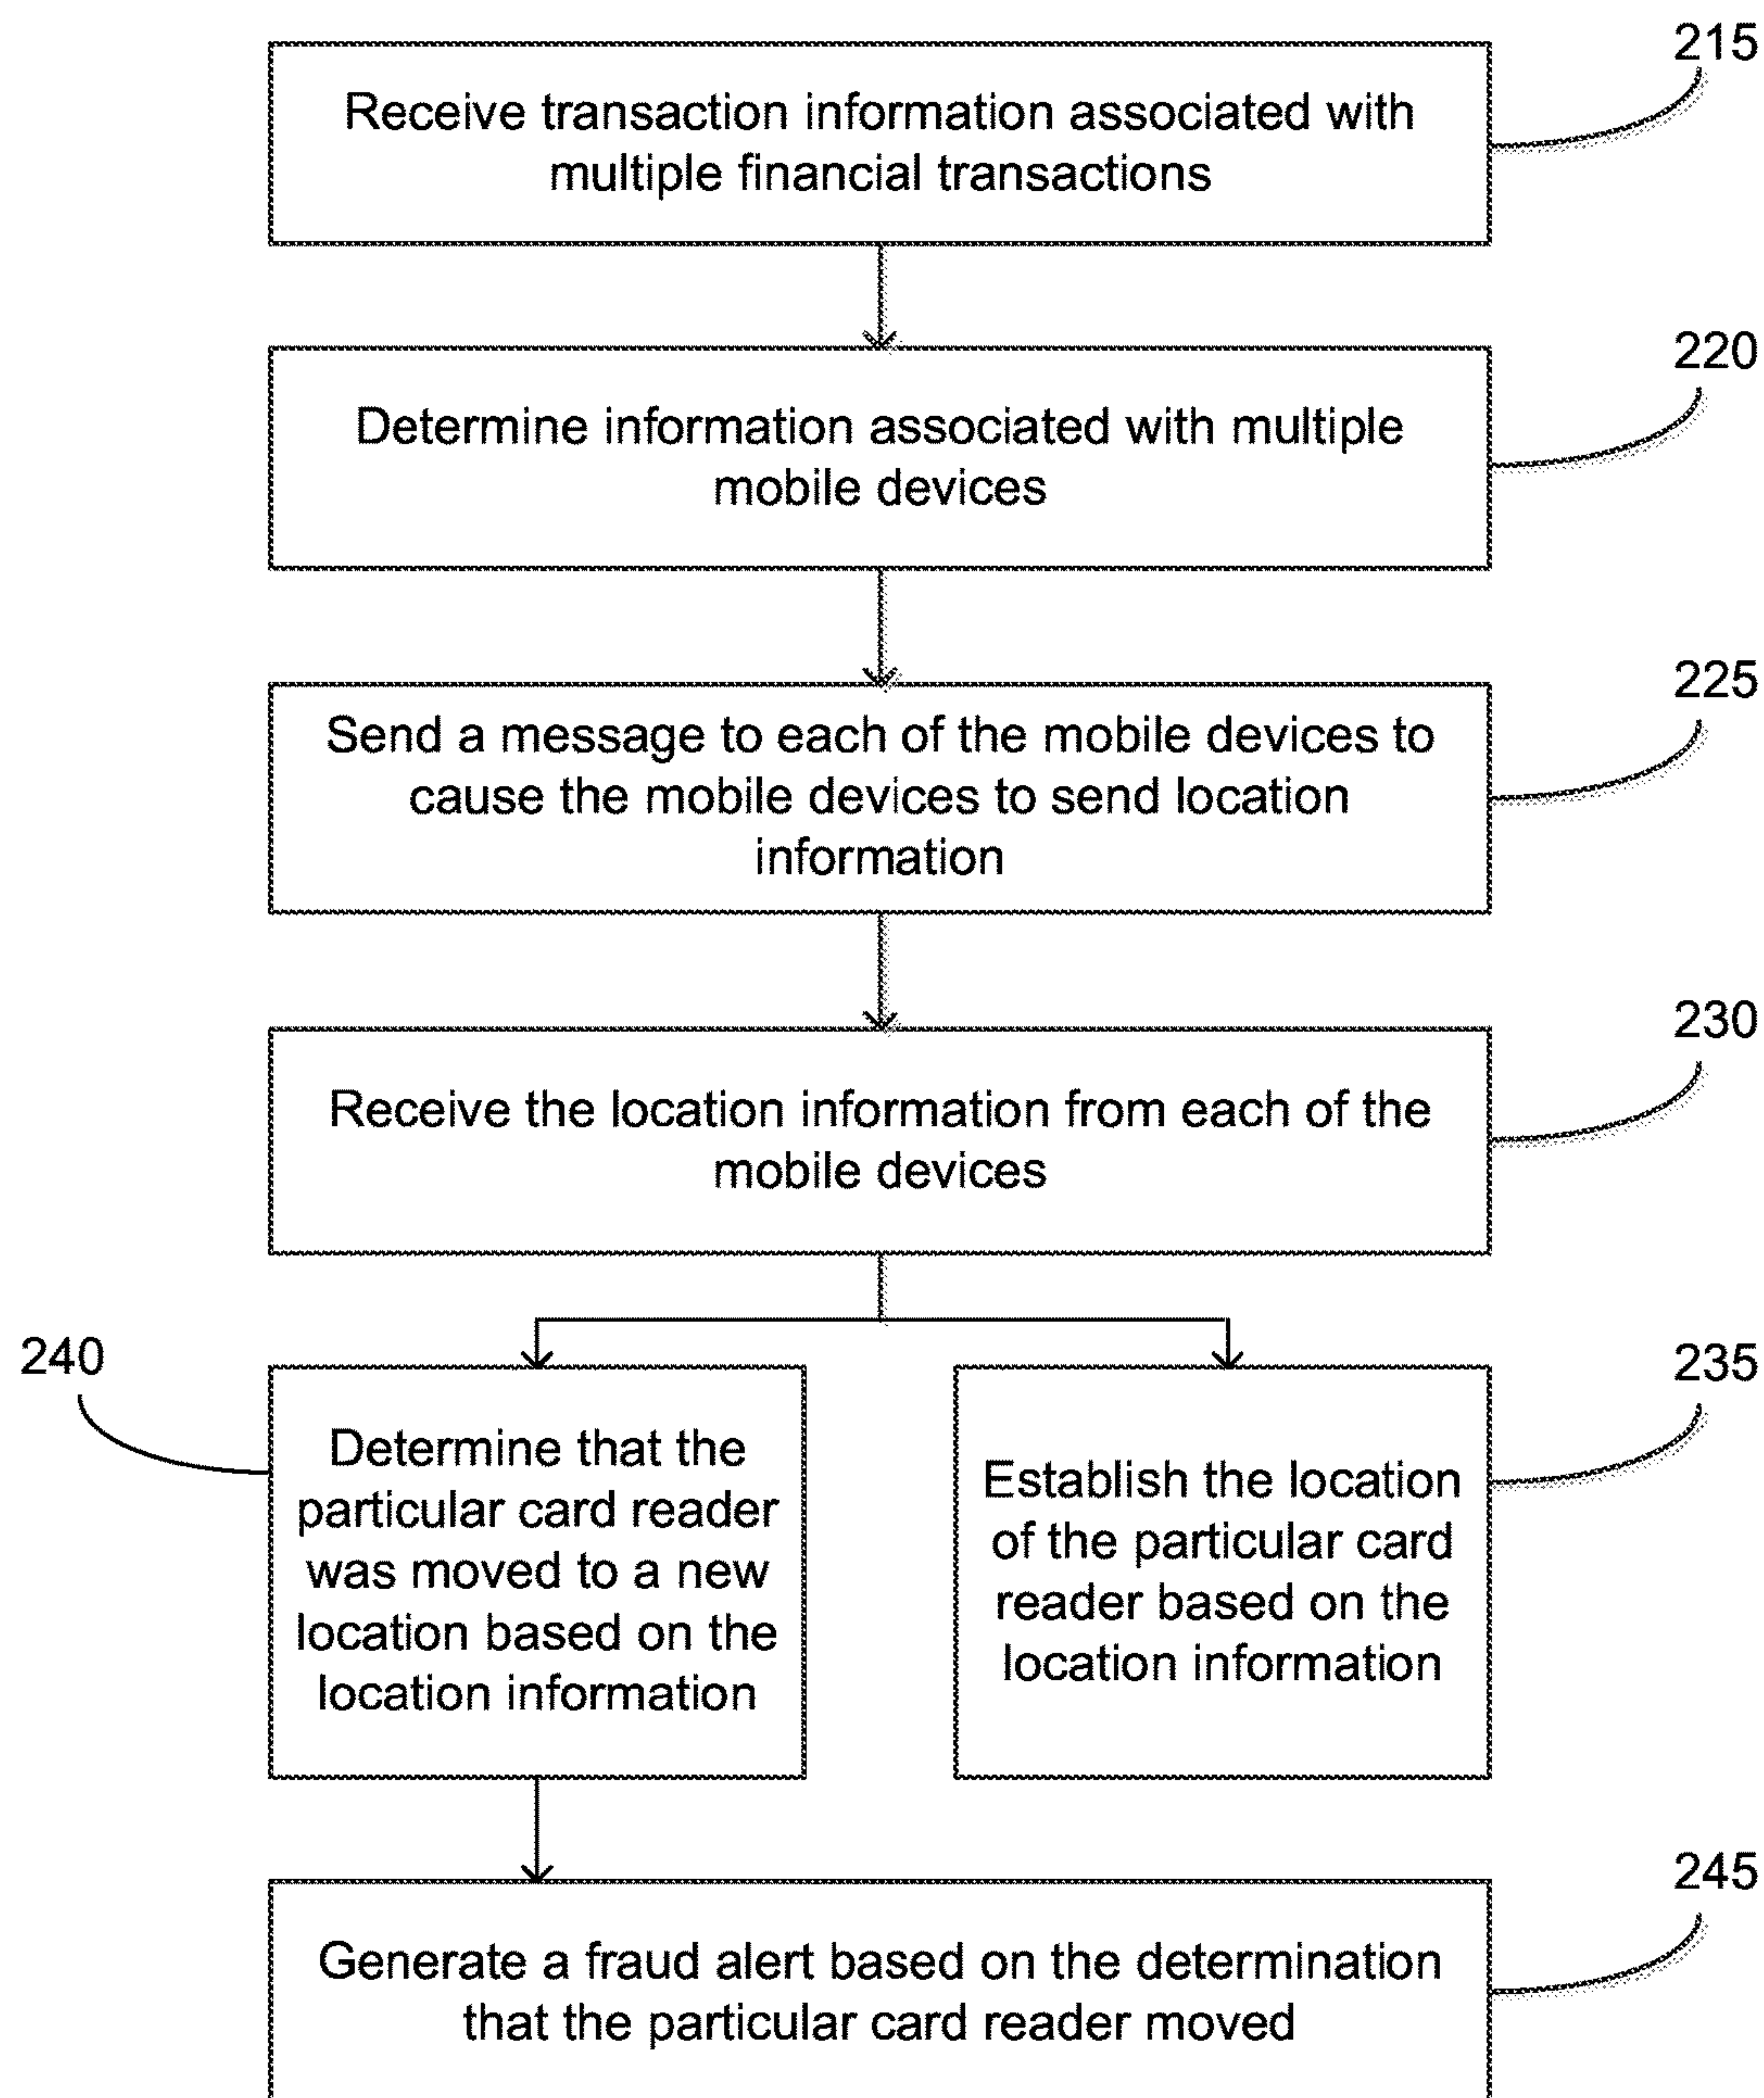 215
Receive transaction information associated with
multiple financial transactions
220
Determine information associated with multiple
mobile devices
225
Send a message to each of the mobile devices to
cause the mobile devices to send location
information
230
Receive the location information from each of the
mobile devices
240
Determine that the
particular card reader
was moved to a new
location based on the
location information
235
Establish the location
of the particular card
reader based on the
location information
245
Generate a fraud alert based on the determination
that the particular card reader moved